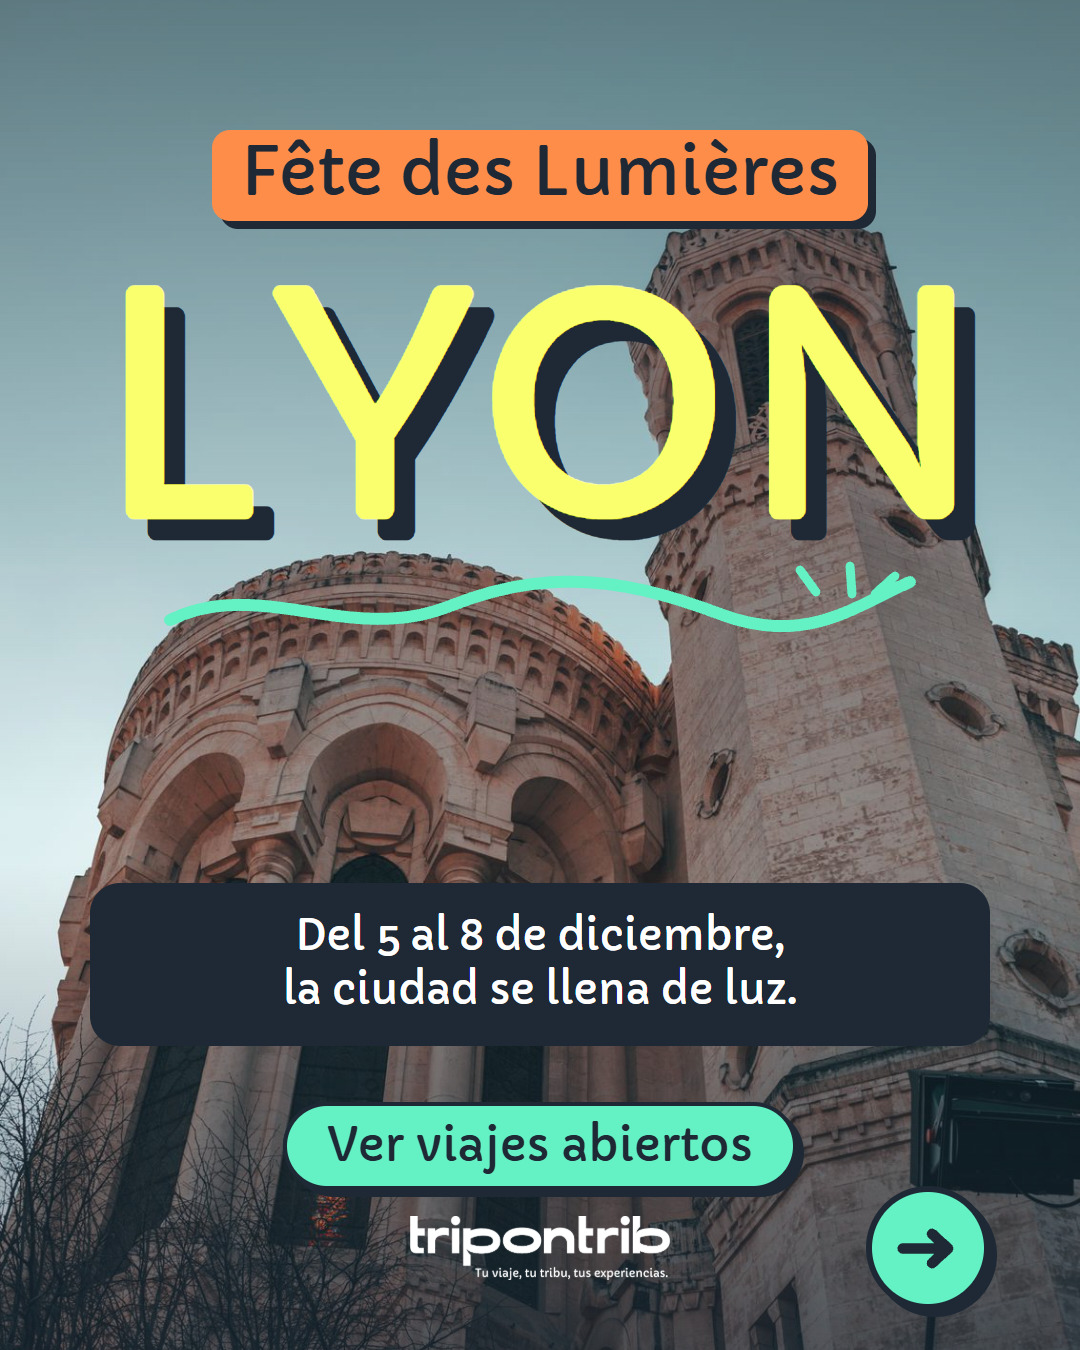 Fête des Lumières
LYON
Del 5 al 8 de diciembre,
la ciudad se llena de luz.
Ver viajes abiertos
tripontrib
Tu viaje, tu tribu, tus experiencias.